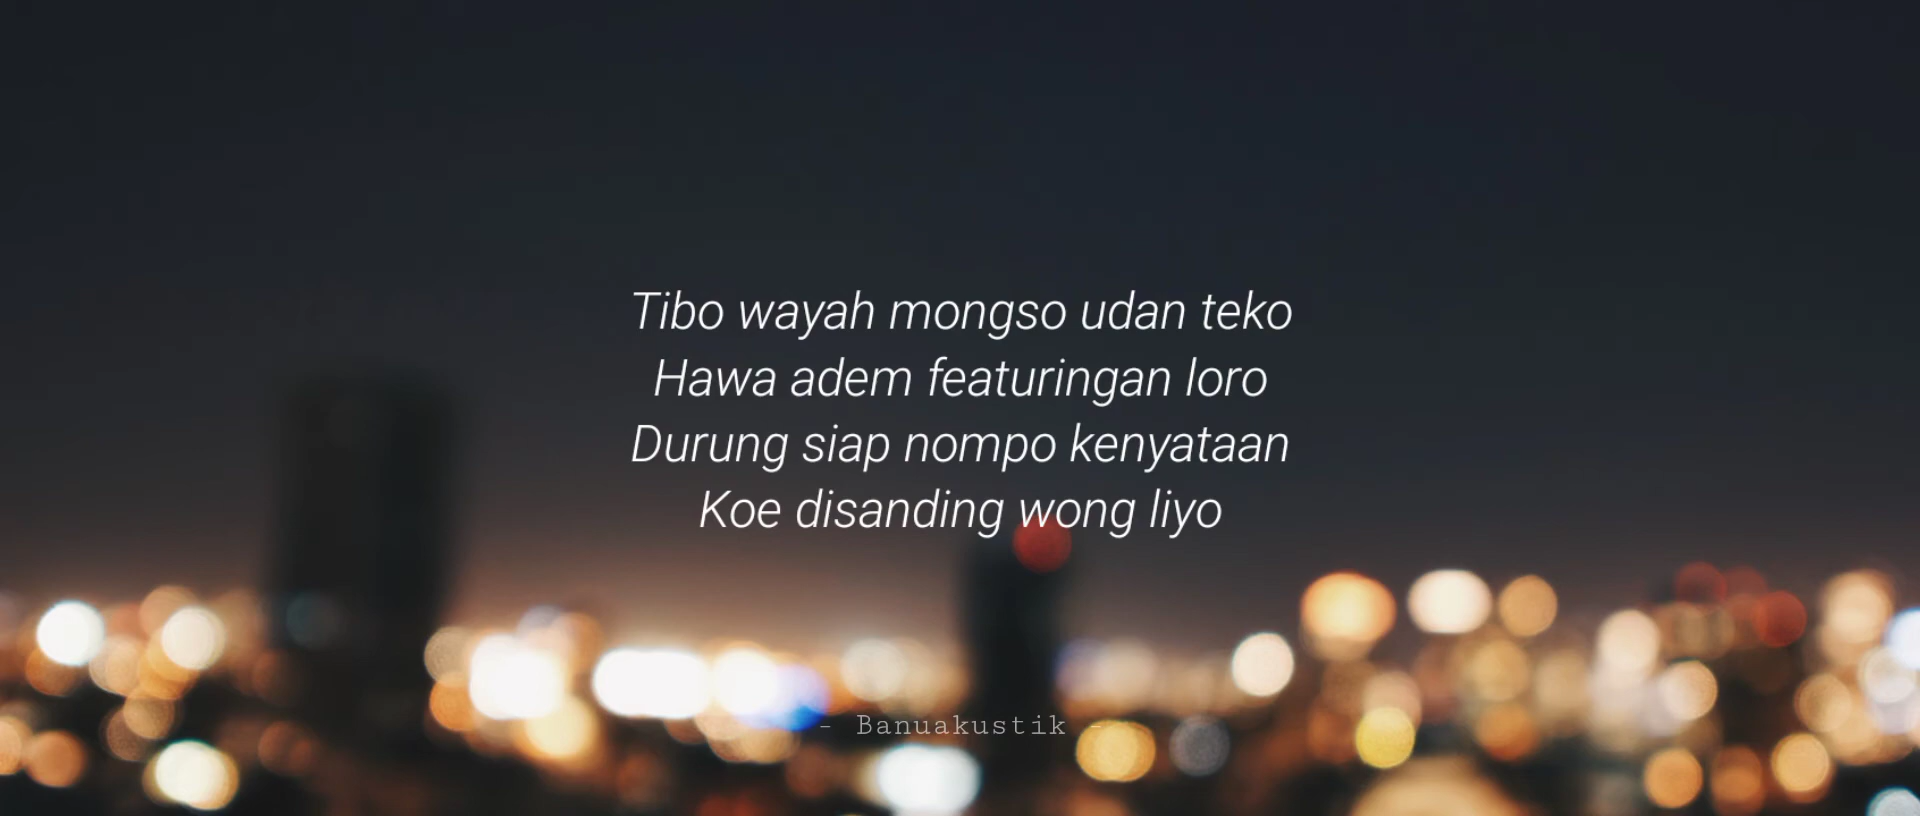 Tibo wayah mongso udan teko
Hawa adem featuringan loro
Durung siap nompo kenyataan
Koe disanding wong liyo
- Banuakustik -